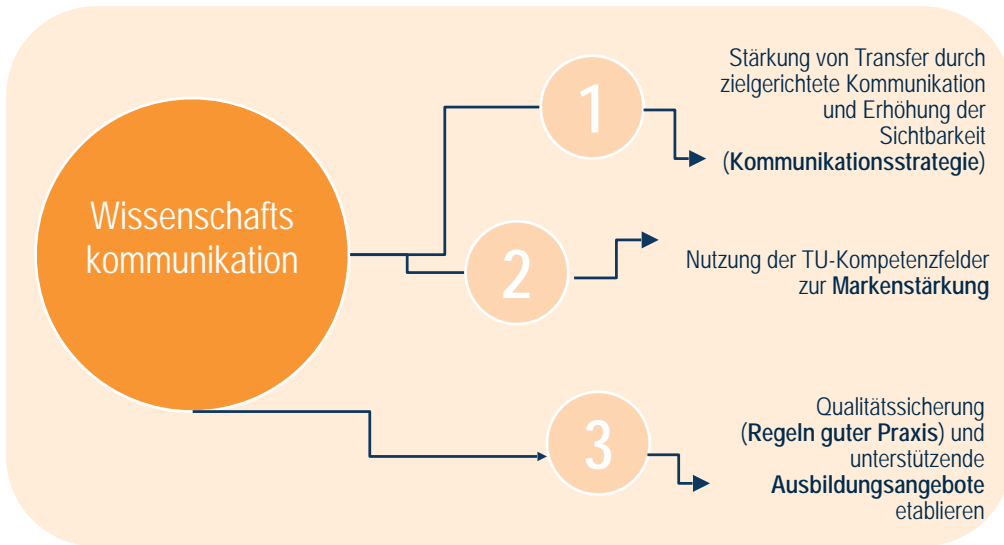 Wissenschafts
kommunikation
1
Stärkung von Transfer durch
zielgerichtete Kommunikation
und Erhöhung der
Sichtbarkeit
(Kommunikationsstrategie)
2
Nutzung der TU-Kompetenzfelder
zur Markenstärkung
3
Qualitätssicherung
(Regeln guter Praxis) und
unterstützende
Ausbildungsangebote
etablieren